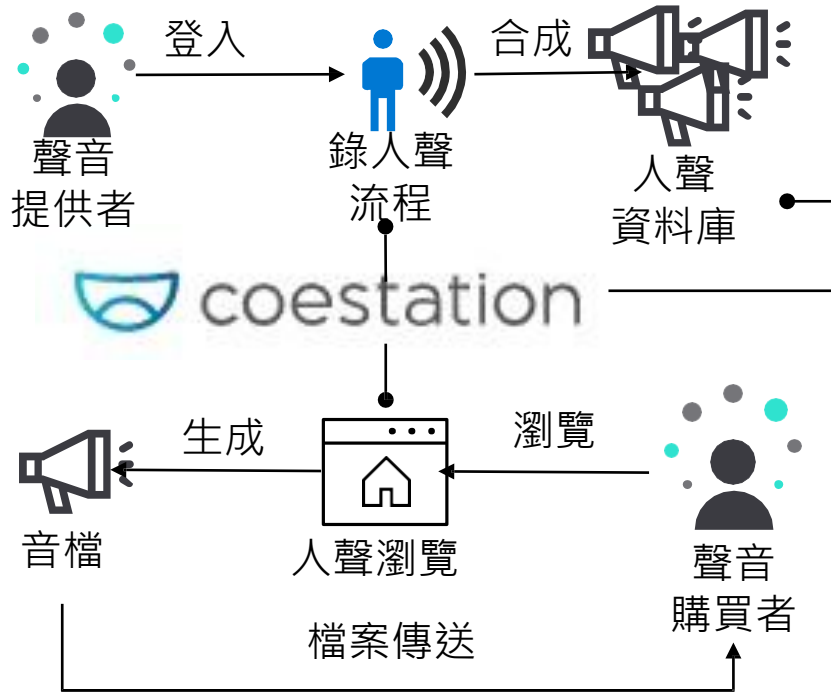 登入
合成
聲音
提供者
錄人聲
流程
人聲
資料庫
coestation
生成
瀏覽
音檔
人聲瀏覽
聲音
購買者
檔案傳送